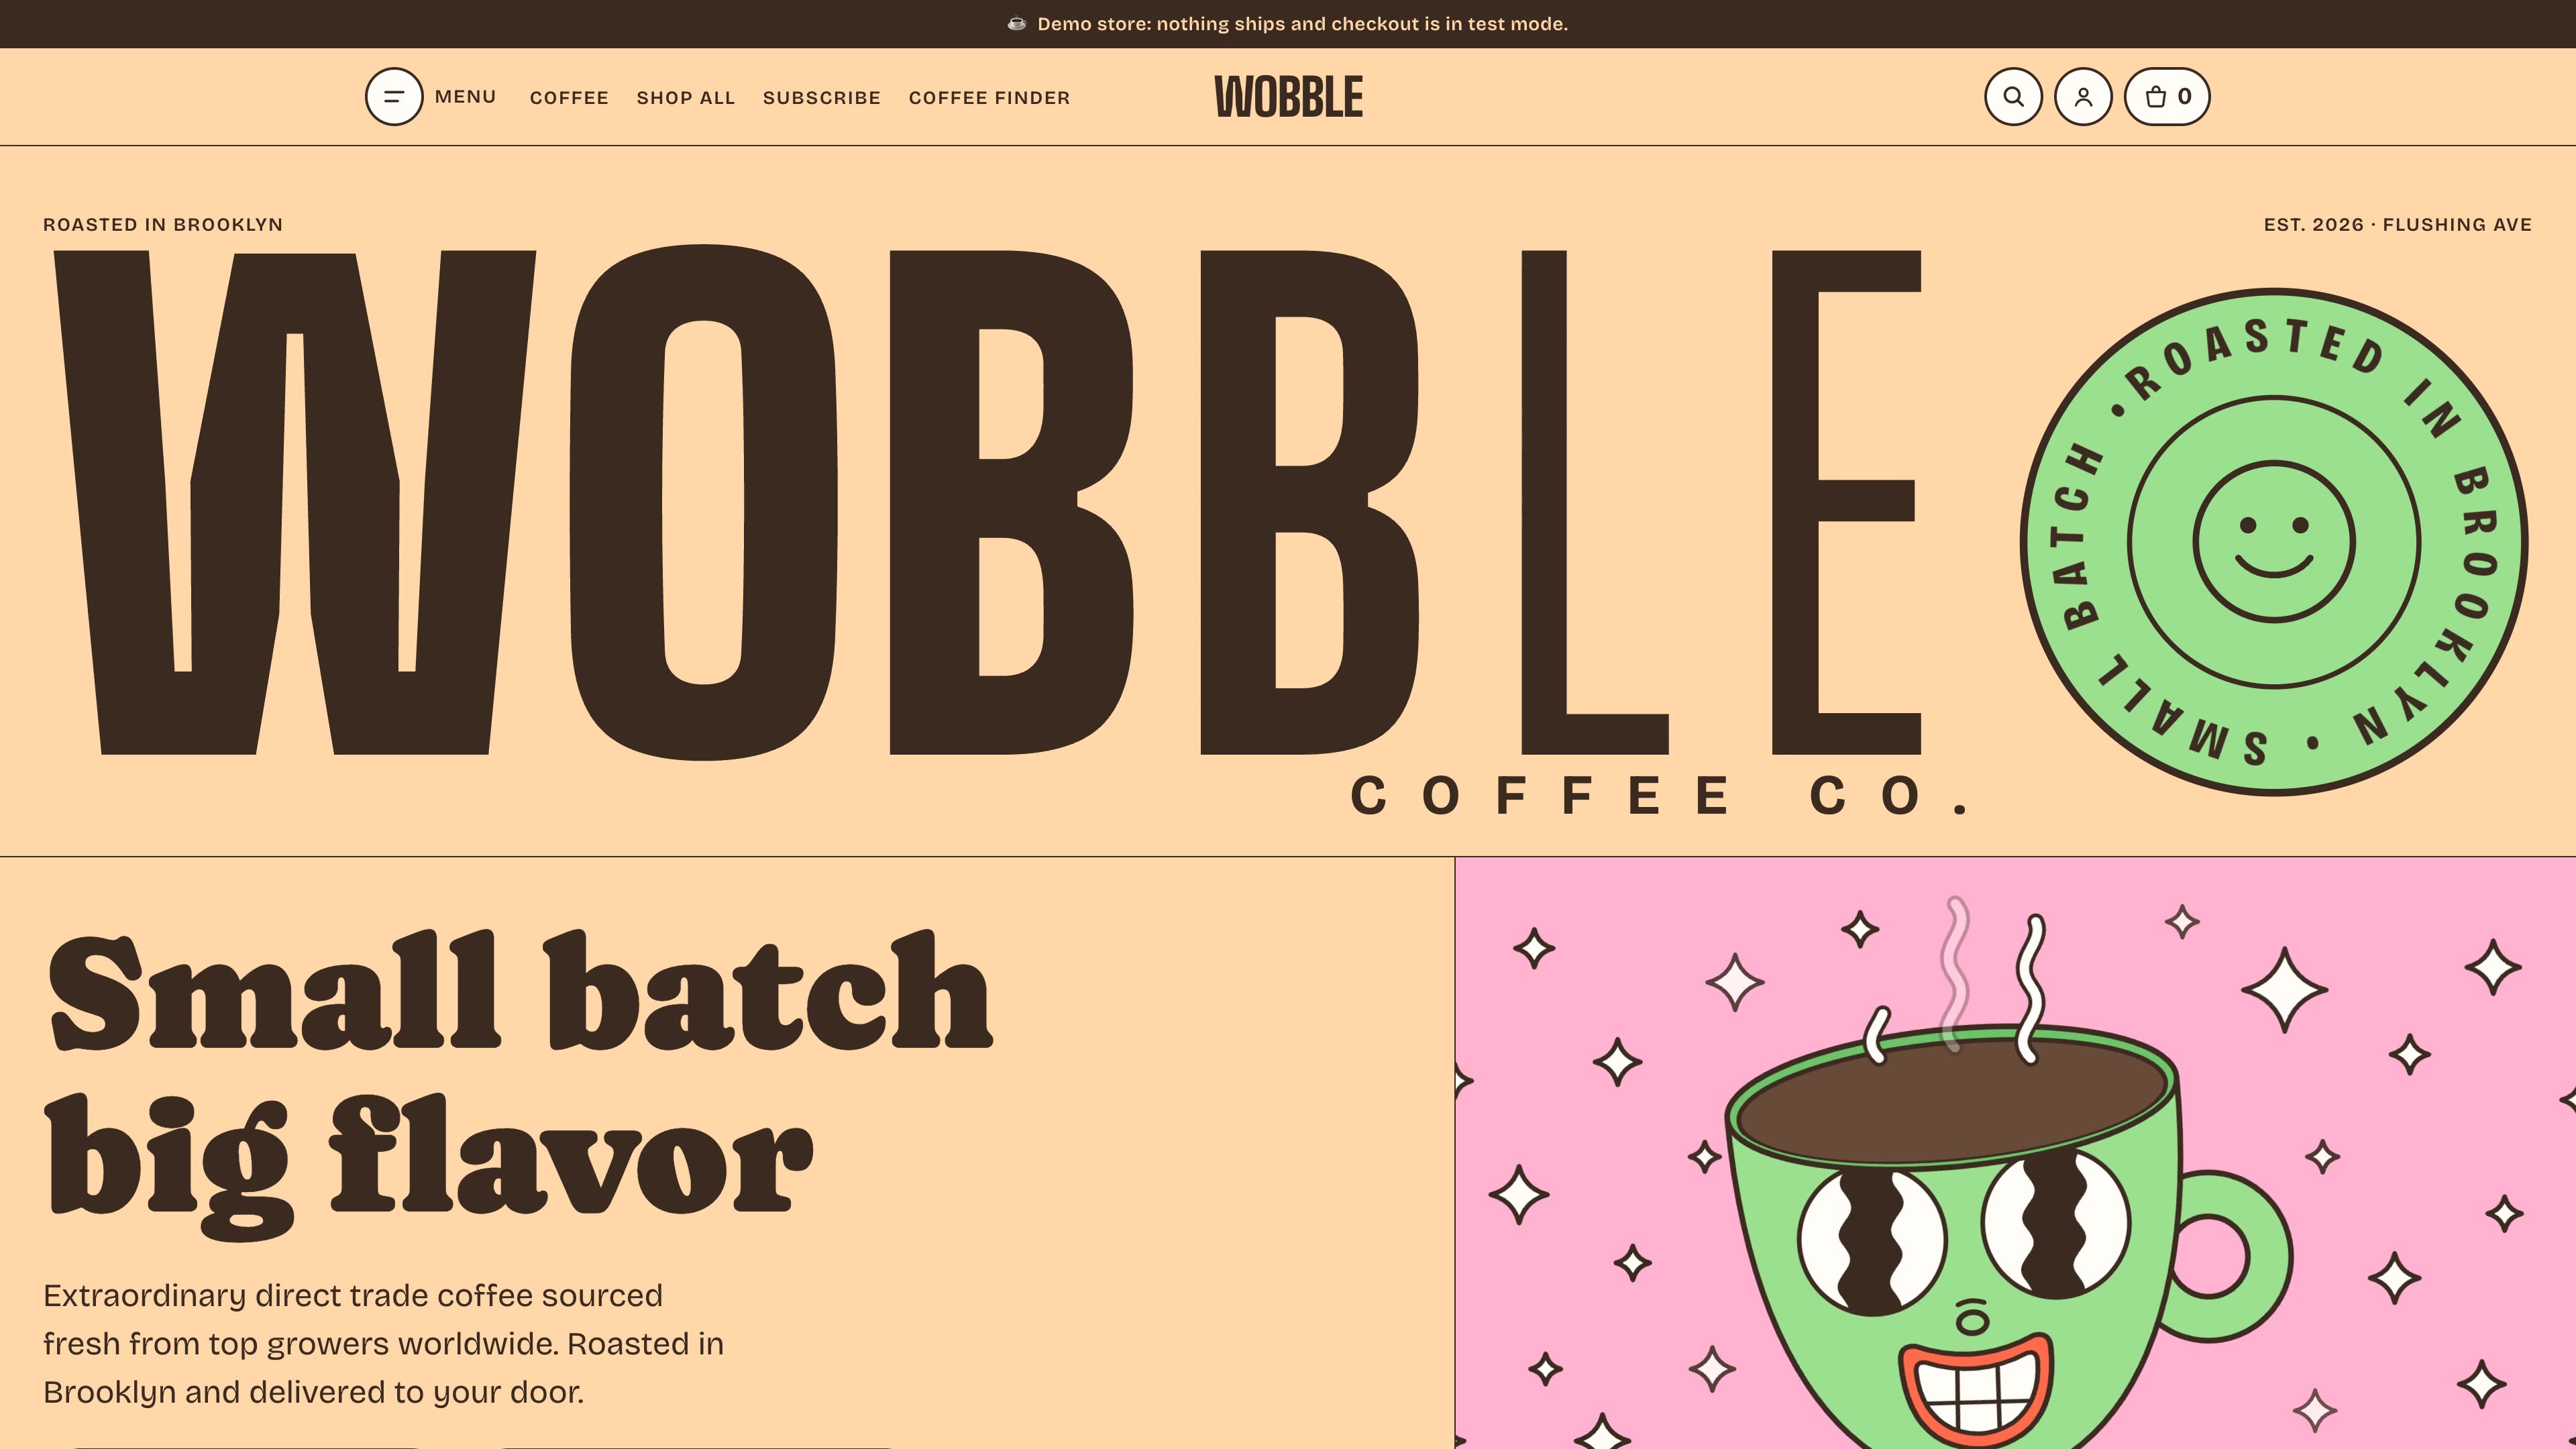 ☕ Demo store: nothing ships and checkout is in test mode.
MENU COFFEE SHOP ALL SUBSCRIBE COFFEE FINDER WOBBLE 0
ROASTED IN BROOKLYN
EST. 2026 · FLUSHING AVE
WOBBLE
COFFEE CO.
ROASTED IN BROOKLYN • SMALL BATCH •
Small batch
big flavor
Extraordinary direct trade coffee sourced
fresh from top growers worldwide. Roasted in
Brooklyn and delivered to your door.